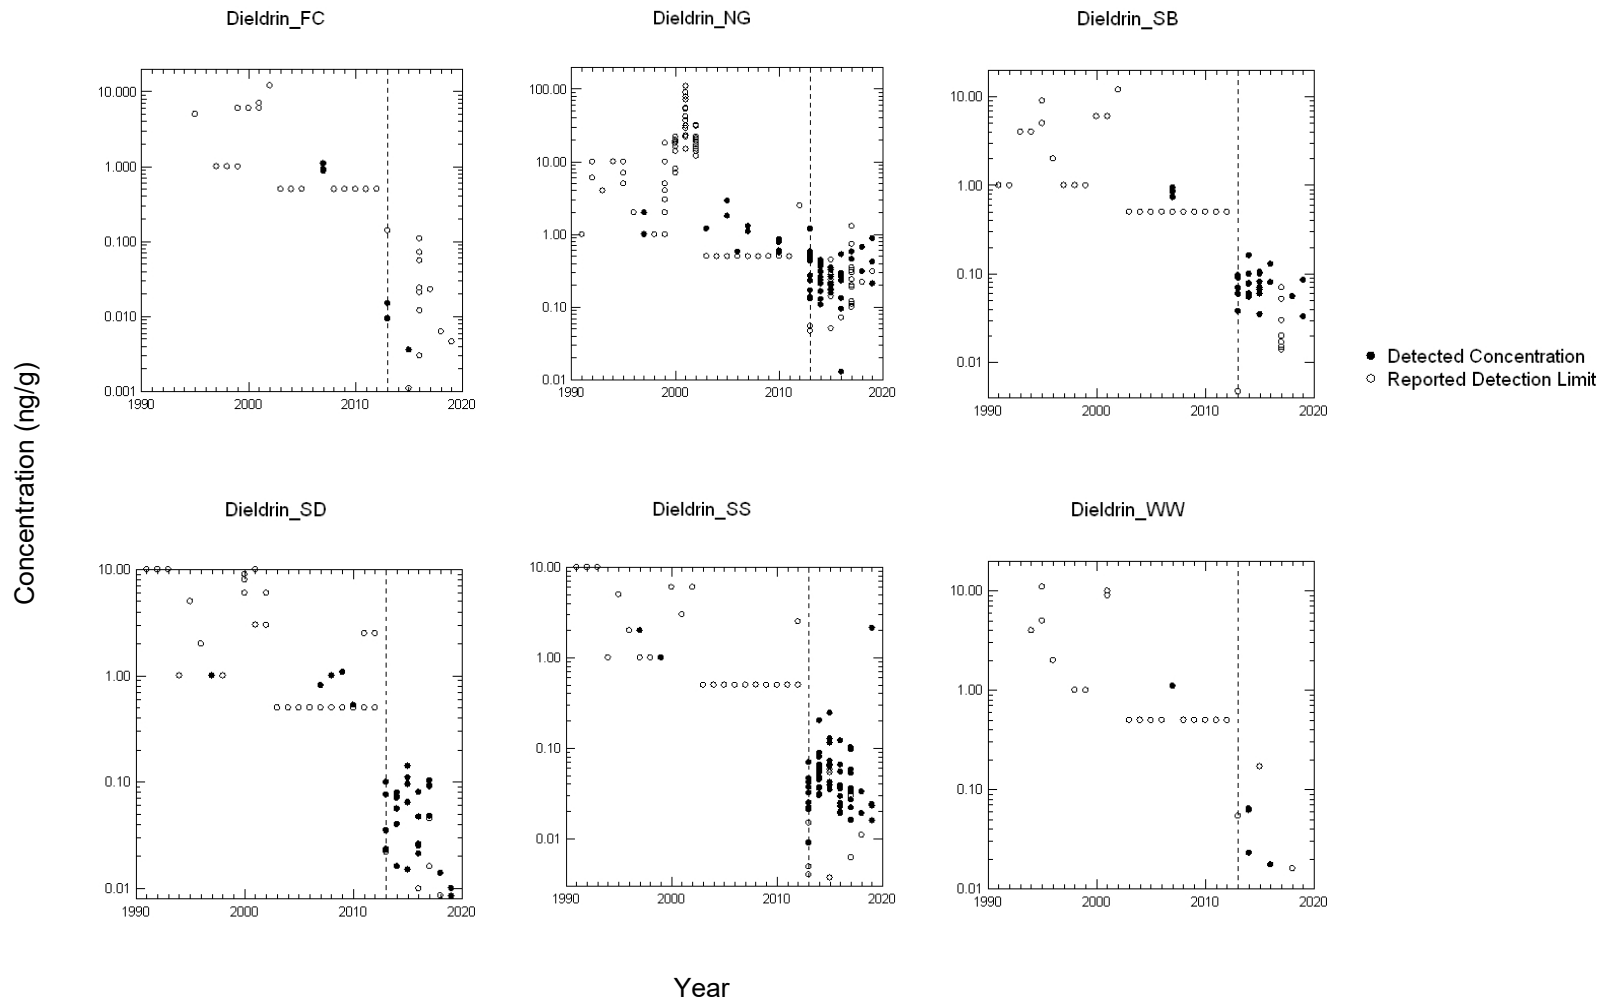 Dieldrin_FC
Dieldrin_NG
Dieldrin_SB
10.000
1.000
0.100
0.010
0.001
1990 2000 2010 2020
100.00
10.00
1.00
0.10
0.01
1990 2000 2010 2020
10.00
1.00
0.10
0.01
1990 2000 2010 2020
Detected Concentration
Reported Detection Limit
Concentration (ng/g)
Dieldrin_SD
Dieldrin_SS
Dieldrin_WW
10.00
1.00
0.10
0.01
1990 2000 2010 2020
10.00
1.00
0.10
0.01
1990 2000 2010 2020
10.00
1.00
0.10
0.01
1990 2000 2010 2020
Year